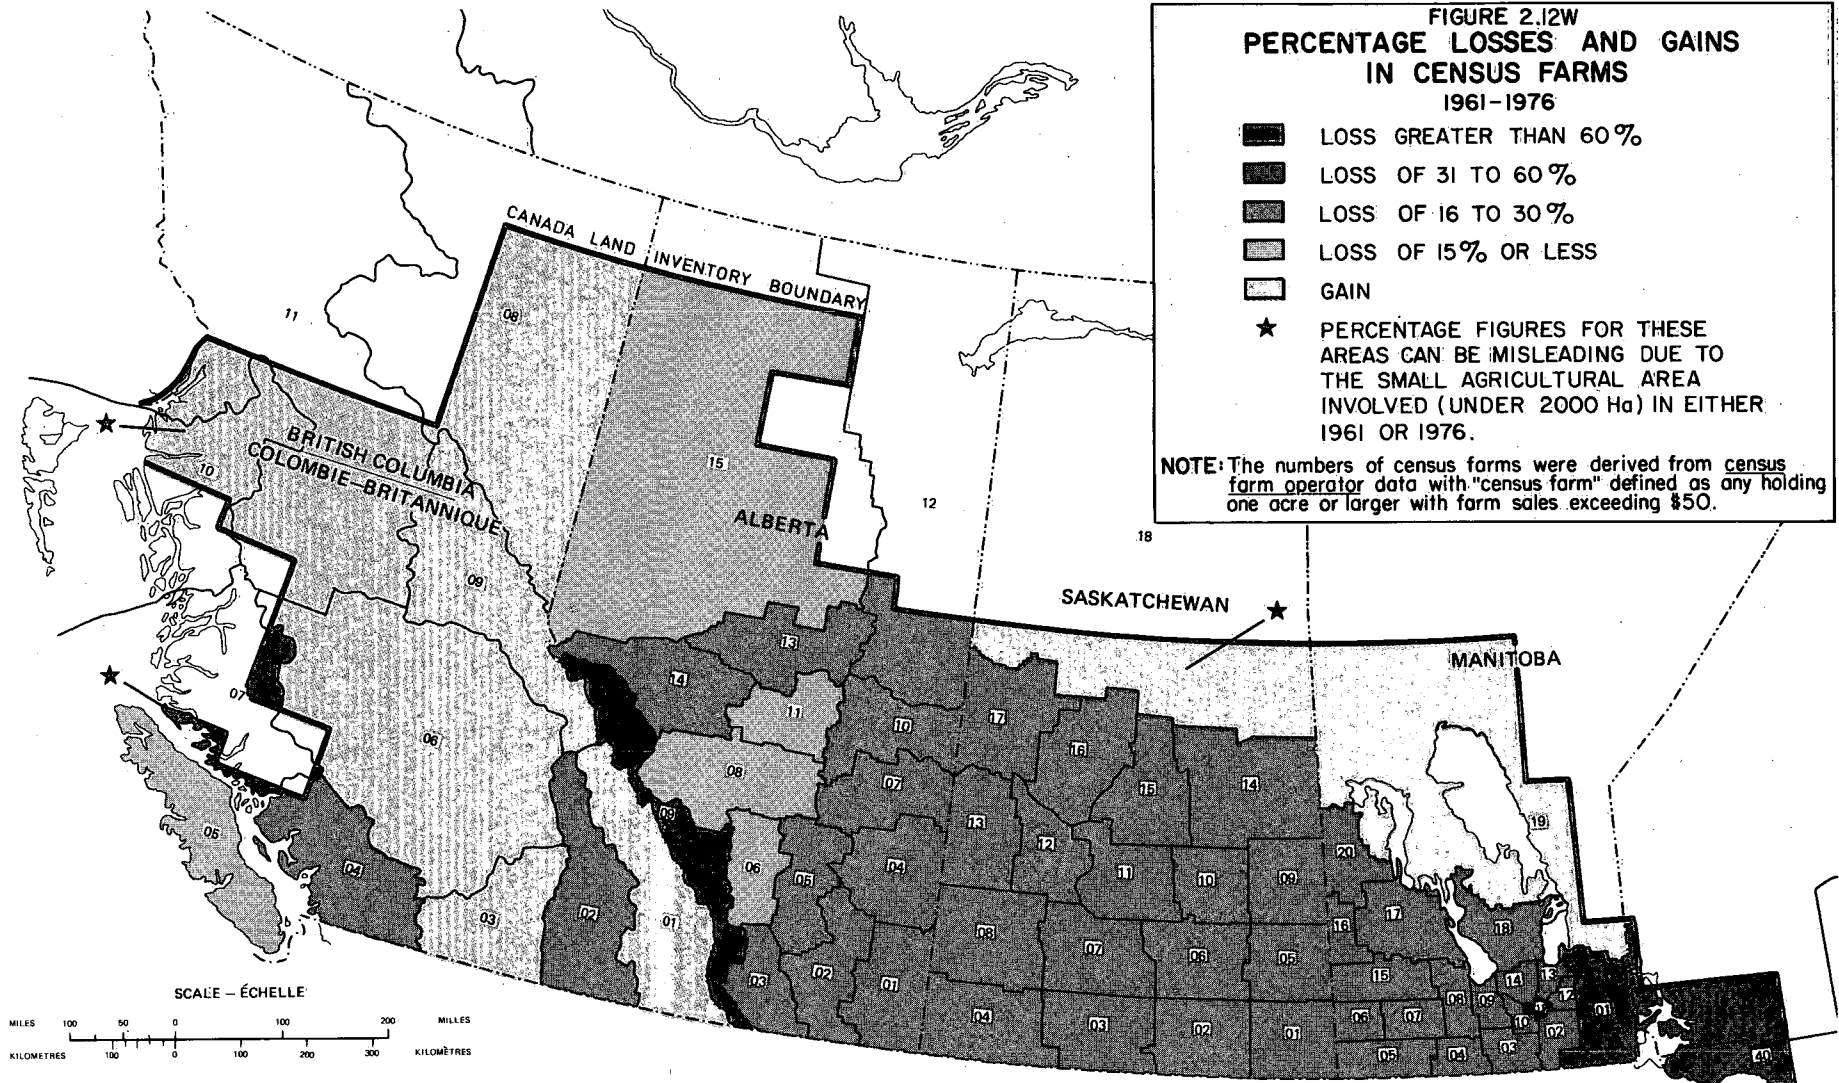 FIGURE 2.12W
PERCENTAGE LOSSES AND GAINS
IN CENSUS FARMS
1961-1976
LOSS GREATER THAN 60%
LOSS OF 31 TO 60%
LOSS OF 16 TO 30%
LOSS OF 15% OR LESS
GAIN
★ PERCENTAGE FIGURES FOR THESE
AREAS CAN BE MISLEADING DUE TO
THE SMALL AGRICULTURAL AREA
INVOLVED (UNDER 2000 Ha) IN EITHER
1961 OR 1976.
NOTE: The numbers of census farms were derived from census
farm operator data with "census farm" defined as any holding
one acre or larger with farm sales exceeding $50.
CANADA LAND INVENTORY BOUNDARY
11
08
15
12
18
10
BRITISH COLUMBIA
COLOMBIE-BRITANNIQUE
ALBERTA
09
SASKATCHEWAN
MANITOBA
07
06
05
04
03
02
01
13
14
11
10
08
07
09
06
05
04
03
02
01
17
16
15
14
13
12
11
10
09
08
07
06
05
04
03
02
01
19
20
17
18
16
15
14
13
12
08
09
01
06
07
10
02
05
04
03
40
SCALE - ÉCHELLE
MILES 100 50 0 100 200 MILLES
KILOMETRES 100 0 100 200 300 KILOMÈTRES